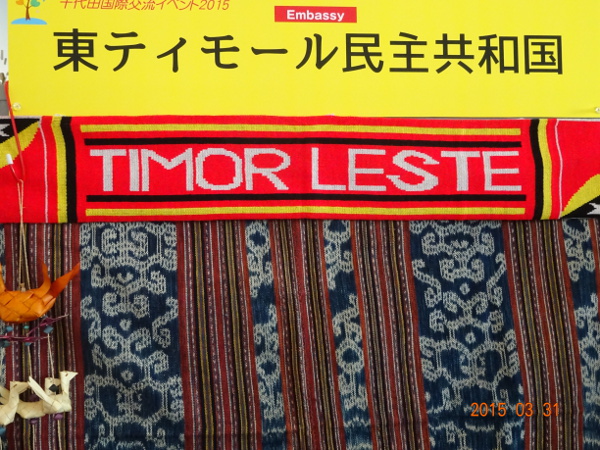 千代田国際交流イベント2015
Embassy
東ティモール民主共和国
TIMOR LESTE
2015 03 31